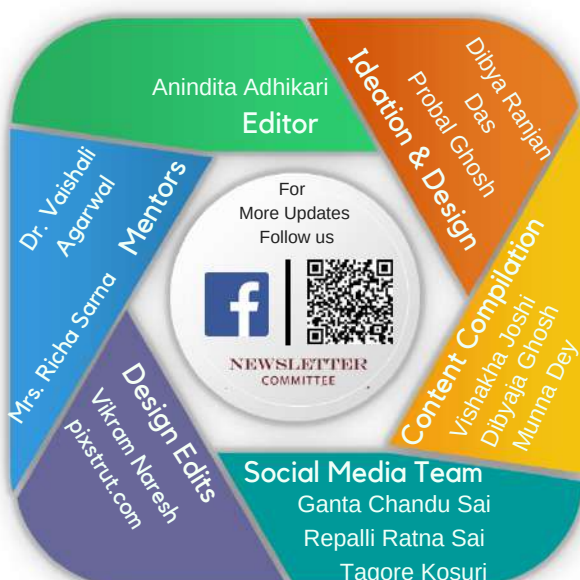 Anindita Adhikari
Editor
Ideation & Design
Dibya Ranjan
Das
Probal Ghosh
Content Compilation
Vishakha Joshi
Dibyaja Ghosh
Munna Dey
Social Media Team
Ganta Chandu Sai
Repalli Ratna Sai
Tagore Kosuri
Design Edits
Vikram Naresh
pixstrut.com
Mentors
Dr. Vaishali
Agarwal
Mrs. Richa Sarna
For
More Updates
Follow us
f
NEWSLETTER
COMMITTEE